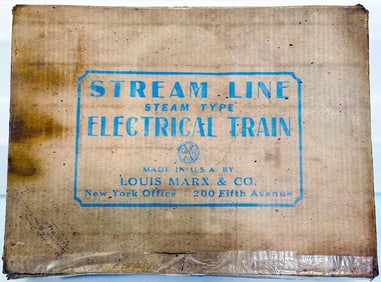 STREAM LINE
STEAM TYPE
ELECTRICAL TRAIN
MADE IN U.S.A. BY
LOUIS MARX & CO.
New York Office - 200 Fifth Avenue